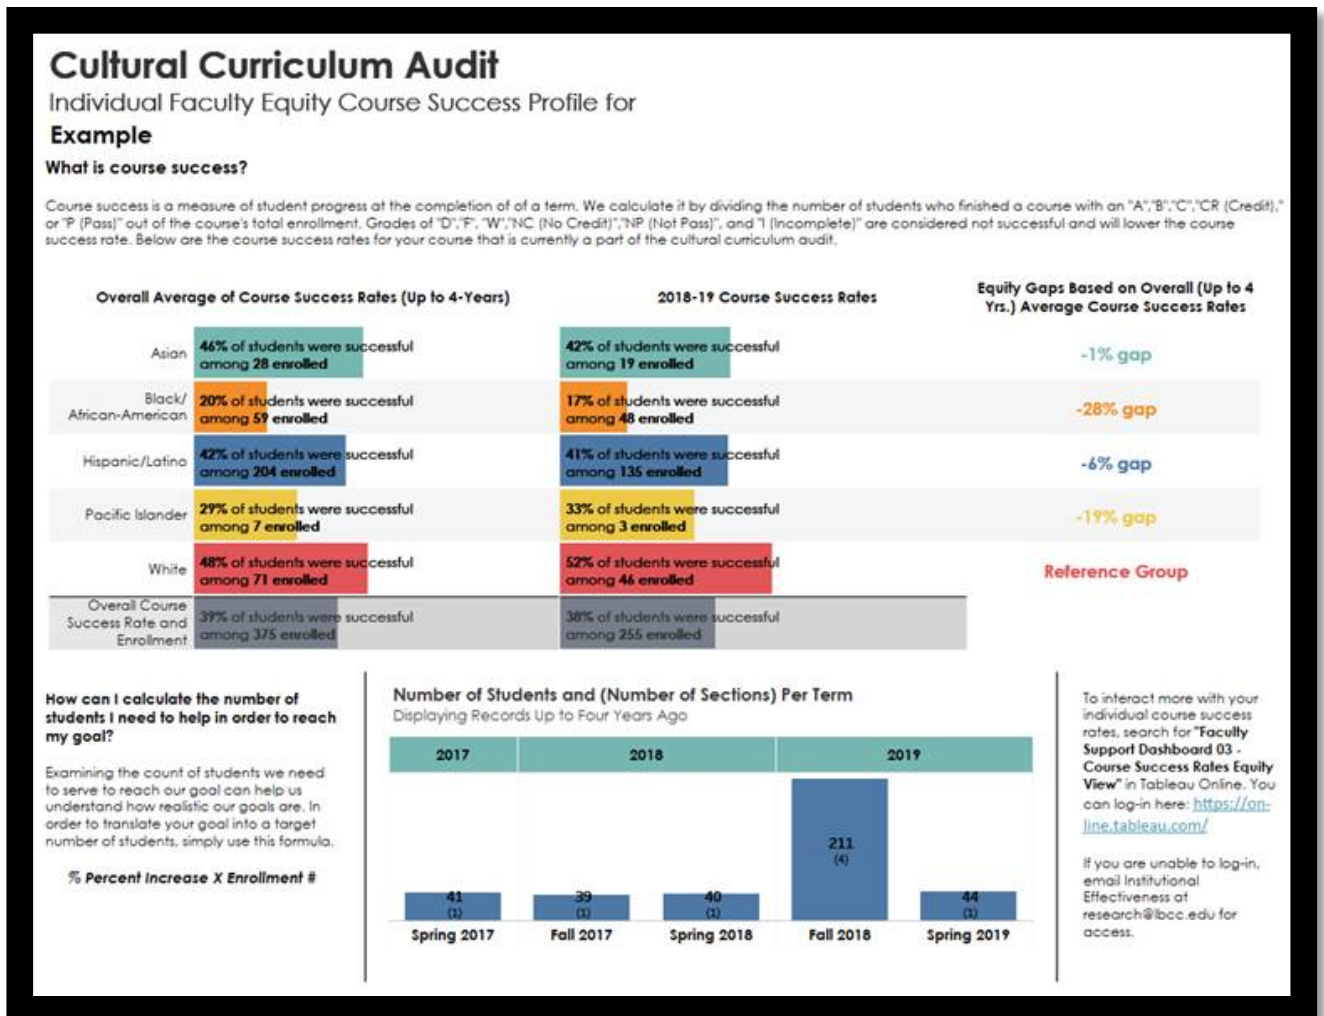 Cultural Curriculum Audit
Individual Faculty Equity Course Success Profile for
Example
What is course success?
Course success is a measure of student progress at the completion of of a term. We calculate it by dividing the number of students who finished a course with an "A","B","C","CR (Credit),"
or "P (Pass)" out of the course's total enrollment. Grades of "D","F", "W","NC (No Credit)","NP (Not Pass)", and "I (Incomplete)" are considered not successful and will lower the course
success rate. Below are the course success rates for your course that is currently a part of the cultural curriculum audit.
Overall Average of Course Success Rates (Up to 4-Years)
2018-19 Course Success Rates
Equity Gaps Based on Overall (Up to 4
Yrs.) Average Course Success Rates
Asian
46% of students were successful
among 28 enrolled
42% of students were successful
among 19 enrolled
-1% gap
Black/
African-American
20% of students were successful
among 59 enrolled
17% of students were successful
among 48 enrolled
-28% gap
Hispanic/Latino
42% of students were successful
among 204 enrolled
41% of students were successful
among 135 enrolled
-6% gap
Pacific Islander
29% of students were successful
among 7 enrolled
33% of students were successful
among 3 enrolled
-19% gap
White
48% of students were successful
among 71 enrolled
52% of students were successful
among 46 enrolled
Reference Group
Overall Course
Success Rate and
Enrollment
39% of students were successful
among 375 enrolled
38% of students were successful
among 255 enrolled
How can I calculate the number of
students I need to help in order to reach
my goal?
Examining the count of students we need
to serve to reach our goal can help us
understand how realistic our goals are. In
order to translate your goal into a target
number of students, simply use this formula.
% Percent Increase X Enrollment #
Number of Students and (Number of Sections) Per Term
Displaying Records Up to Four Years Ago
2017
2018
2019
41
(1)
39
(1)
40
(1)
211
(4)
44
(1)
Spring 2017
Fall 2017
Spring 2018
Fall 2018
Spring 2019
To interact more with your
individual course success
rates, search for "Faculty
Support Dashboard 03 -
Course Success Rates Equity
View" in Tableau Online. You
can log-in here: https://on-
line.tableau.com/
If you are unable to log-in,
email Institutional
Effectiveness at
research@lbcc.edu for
access.